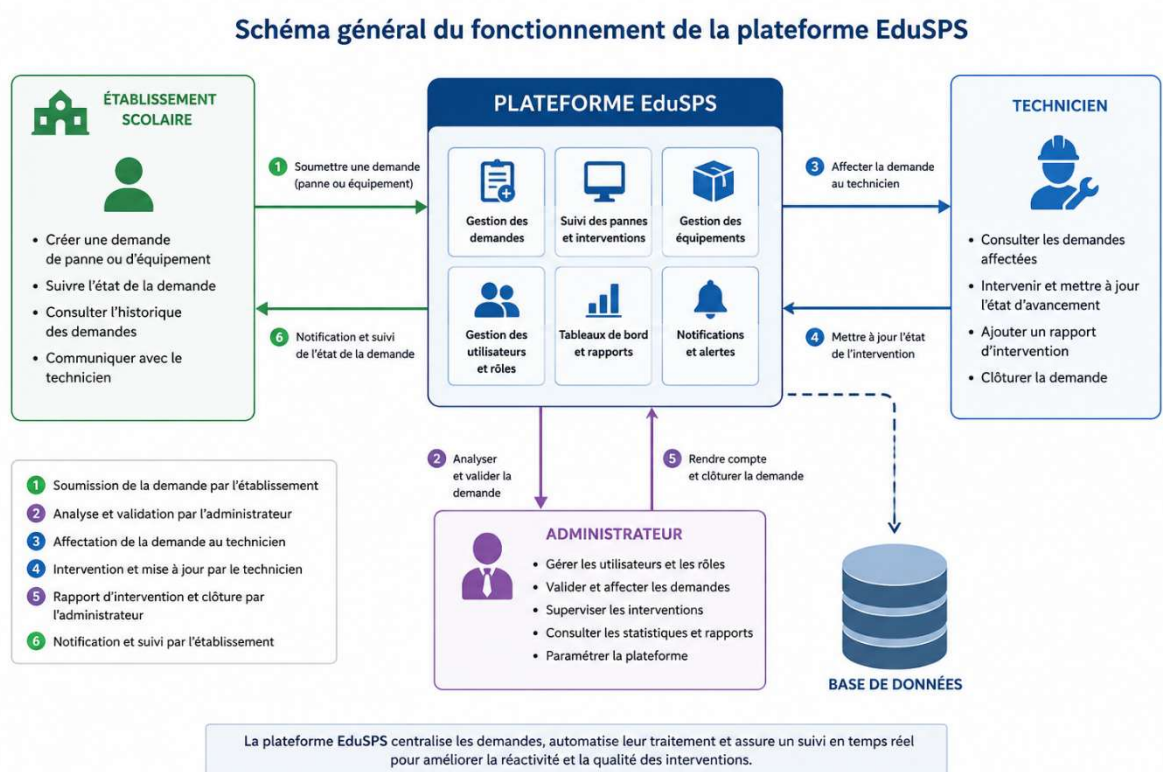 Schéma général du fonctionnement de la plateforme EduSPS
ÉTABLISSEMENT
SCOLAIRE
• Créer une demande
de panne ou d'équipement
• Suivre l'état de la demande
• Consulter l'historique
des demandes
• Communiquer avec le
technicien
1 Soumettre une demande
(panne ou équipement)
6 Notification et suivi
de l'état de la demande
PLATEFORME EduSPS
Gestion des
demandes
Suivi des pannes
et interventions
Gestion des
équipements
Gestion des
utilisateurs
et rôles
Tableaux de bord
et rapports
Notifications
et alertes
3 Affecter la demande
au technicien
4 Mettre à jour l'état
de l'intervention
TECHNICIEN
• Consulter les demandes
affectées
• Intervenir et mettre à jour
l'état d'avancement
• Ajouter un rapport
d'intervention
• Clôturer la demande
2 Analyser
et valider la
demande
5 Rendre compte
et clôturer la demande
1 Soumission de la demande par l'établissement
2 Analyse et validation par l'administrateur
3 Affectation de la demande au technicien
4 Intervention et mise à jour par le technicien
5 Rapport d'intervention et clôture par
l'administrateur
6 Notification et suivi par l'établissement
ADMINISTRATEUR
• Gérer les utilisateurs et les rôles
• Valider et affecter les demandes
• Superviser les interventions
• Consulter les statistiques et rapports
• Paramétrer la plateforme
BASE DE DONNÉES
La plateforme EduSPS centralise les demandes, automatise leur traitement et assure un suivi en temps réel
pour améliorer la réactivité et la qualité des interventions.